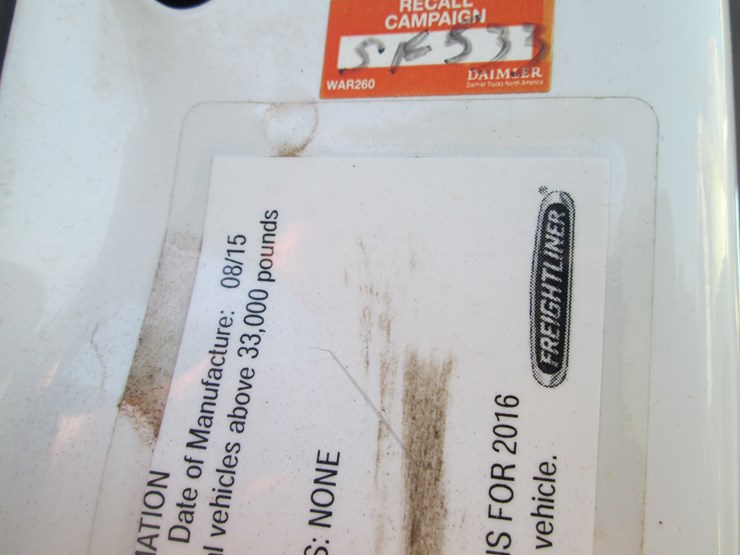 RECALL
CAMPAIGN
SF533
WAR260
DAIMLER
Daimler Trucks North America
ATION
Date of Manufacture: 08/15
l vehicles above 33,000 pounds
S: NONE
IS FOR 2016
vehicle.
FREIGHTLINER